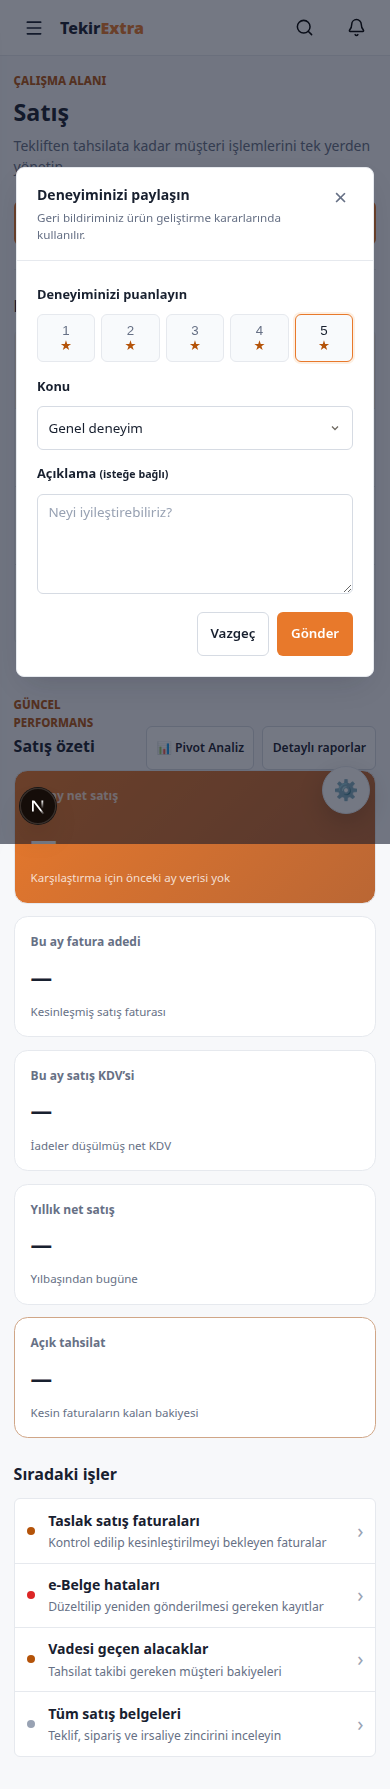 TekirExtra
ÇALIŞMA ALANI
Satış
Tekliften tahsilata kadar müşteri işlemlerini tek yerden
yönetin.
Deneyiminizi paylaşın
Geri bildiriminiz ürün geliştirme kararlarında
kullanılır.
Deneyiminizi puanlayın
1 2 3 4 5
★ ★ ★ ★ ★
Konu
Genel deneyim
Açıklama (isteğe bağlı)
Neyi iyileştirebiliriz?
Vazgeç Gönder
GÜNCEL
PERFORMANS
Satış özeti
📊 Pivot Analiz Detaylı raporlar
N
ay net satış
—
Karşılaştırma için önceki ay verisi yok
Bu ay fatura adedi
—
Kesinleşmiş satış faturası
Bu ay satış KDV'si
—
İadeler düşülmüş net KDV
Yıllık net satış
—
Yılbaşından bugüne
Açık tahsilat
—
Kesin faturaların kalan bakiyesi
Sıradaki işler
Taslak satış faturaları
Kontrol edilip kesinleştirilmeyi bekleyen faturalar
e-Belge hataları
Düzeltilip yeniden gönderilmesi gereken kayıtlar
Vadesi geçen alacaklar
Tahsilat takibi gereken müşteri bakiyeleri
Tüm satış belgeleri
Teklif, sipariş ve irsaliye zincirini inceleyin